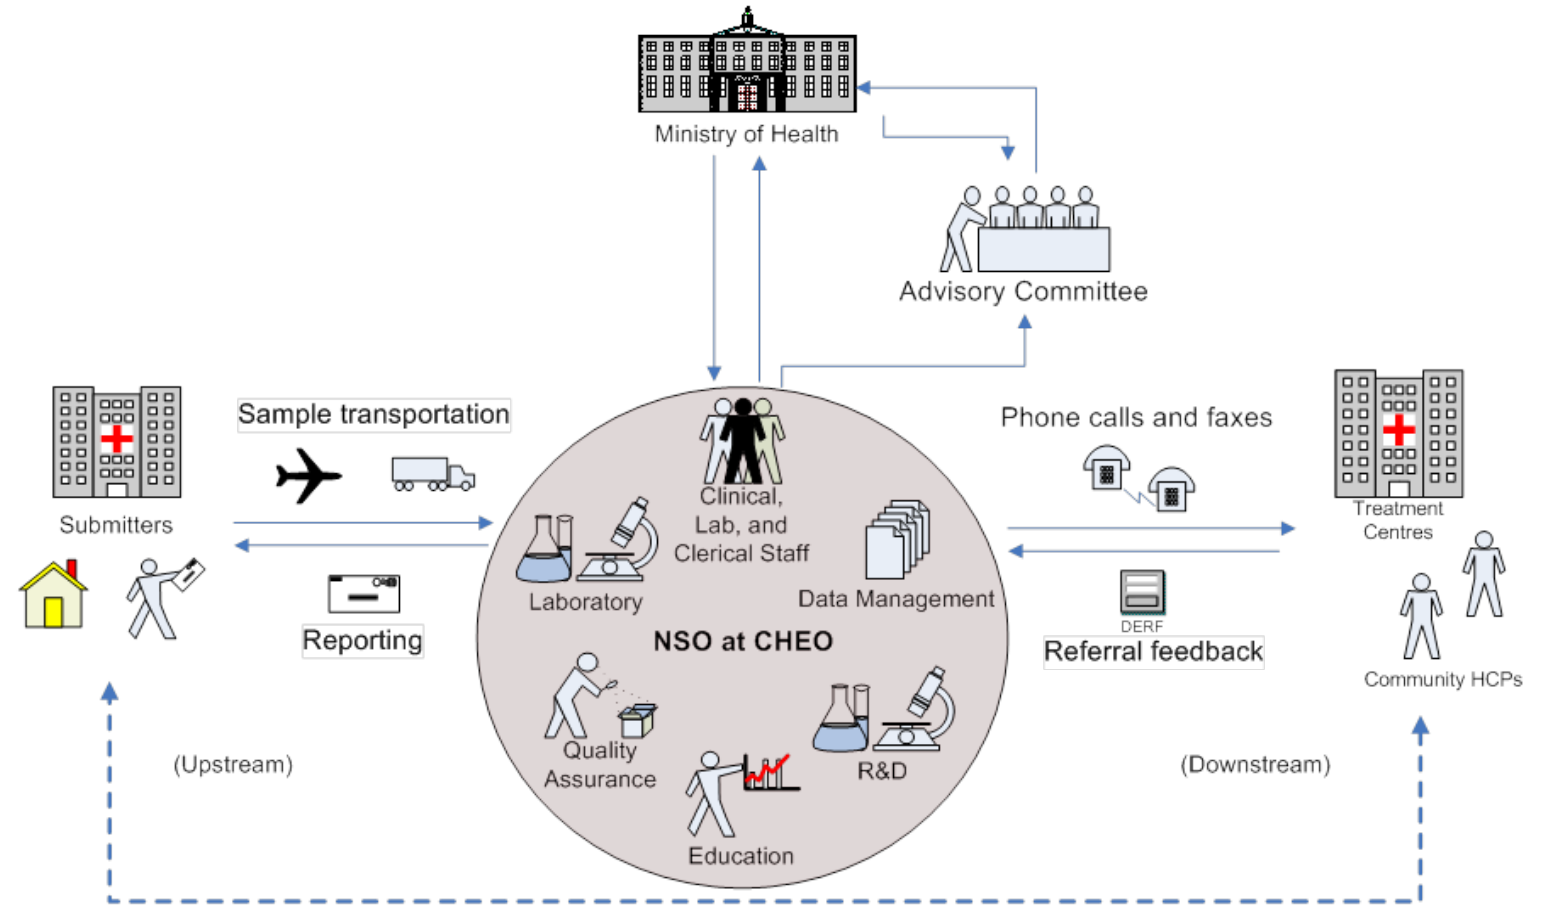 Ministry of Health
Advisory Committee
Sample transportation
Submitters
Reporting
(Upstream)
Clinical,
Lab, and
Clerical Staff
Laboratory
Data Management
NSO at CHEO
Quality
Assurance
R&D
Education
Phone calls and faxes
Treatment
Centres
DERF
Referral feedback
Community HCPs
(Downstream)